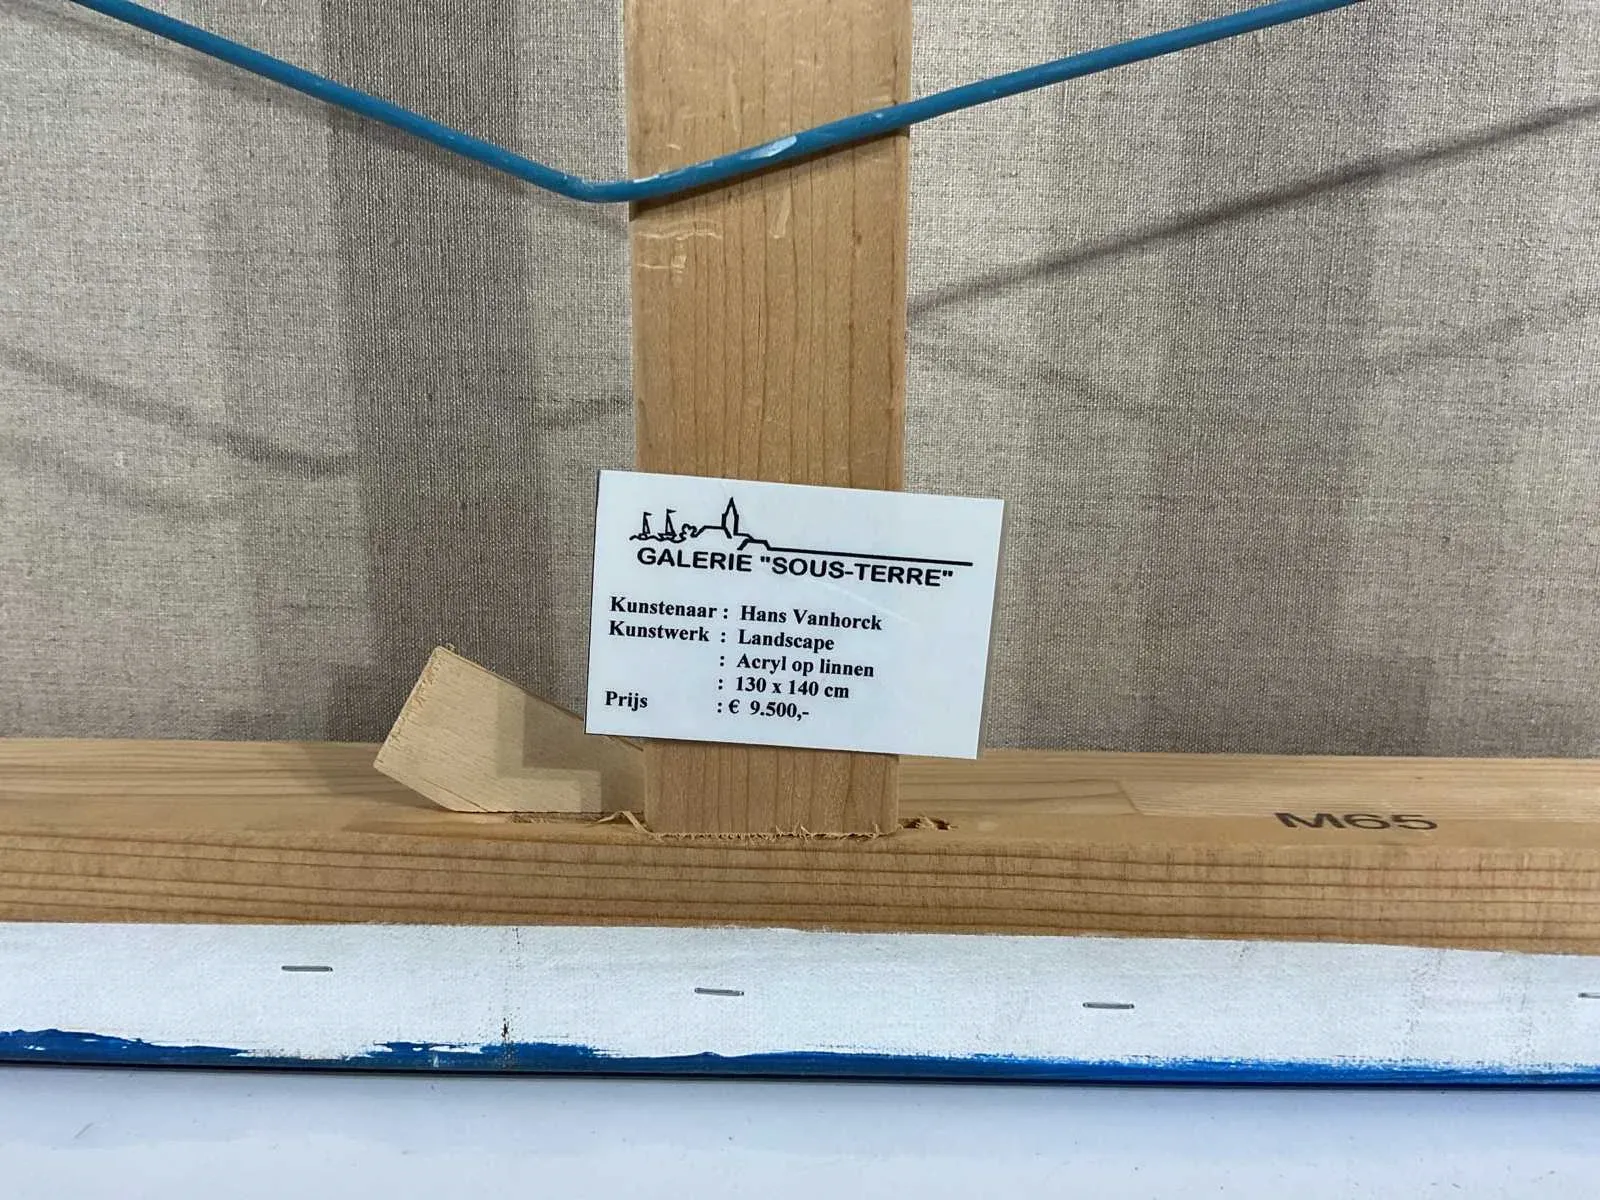 GALERIE "SOUS-TERRE"
Kunstenaar : Hans Vanhorck
Kunstwerk : Landscape
: Acryl op linnen
: 130 x 140 cm
Prijs : € 9.500,-
M65